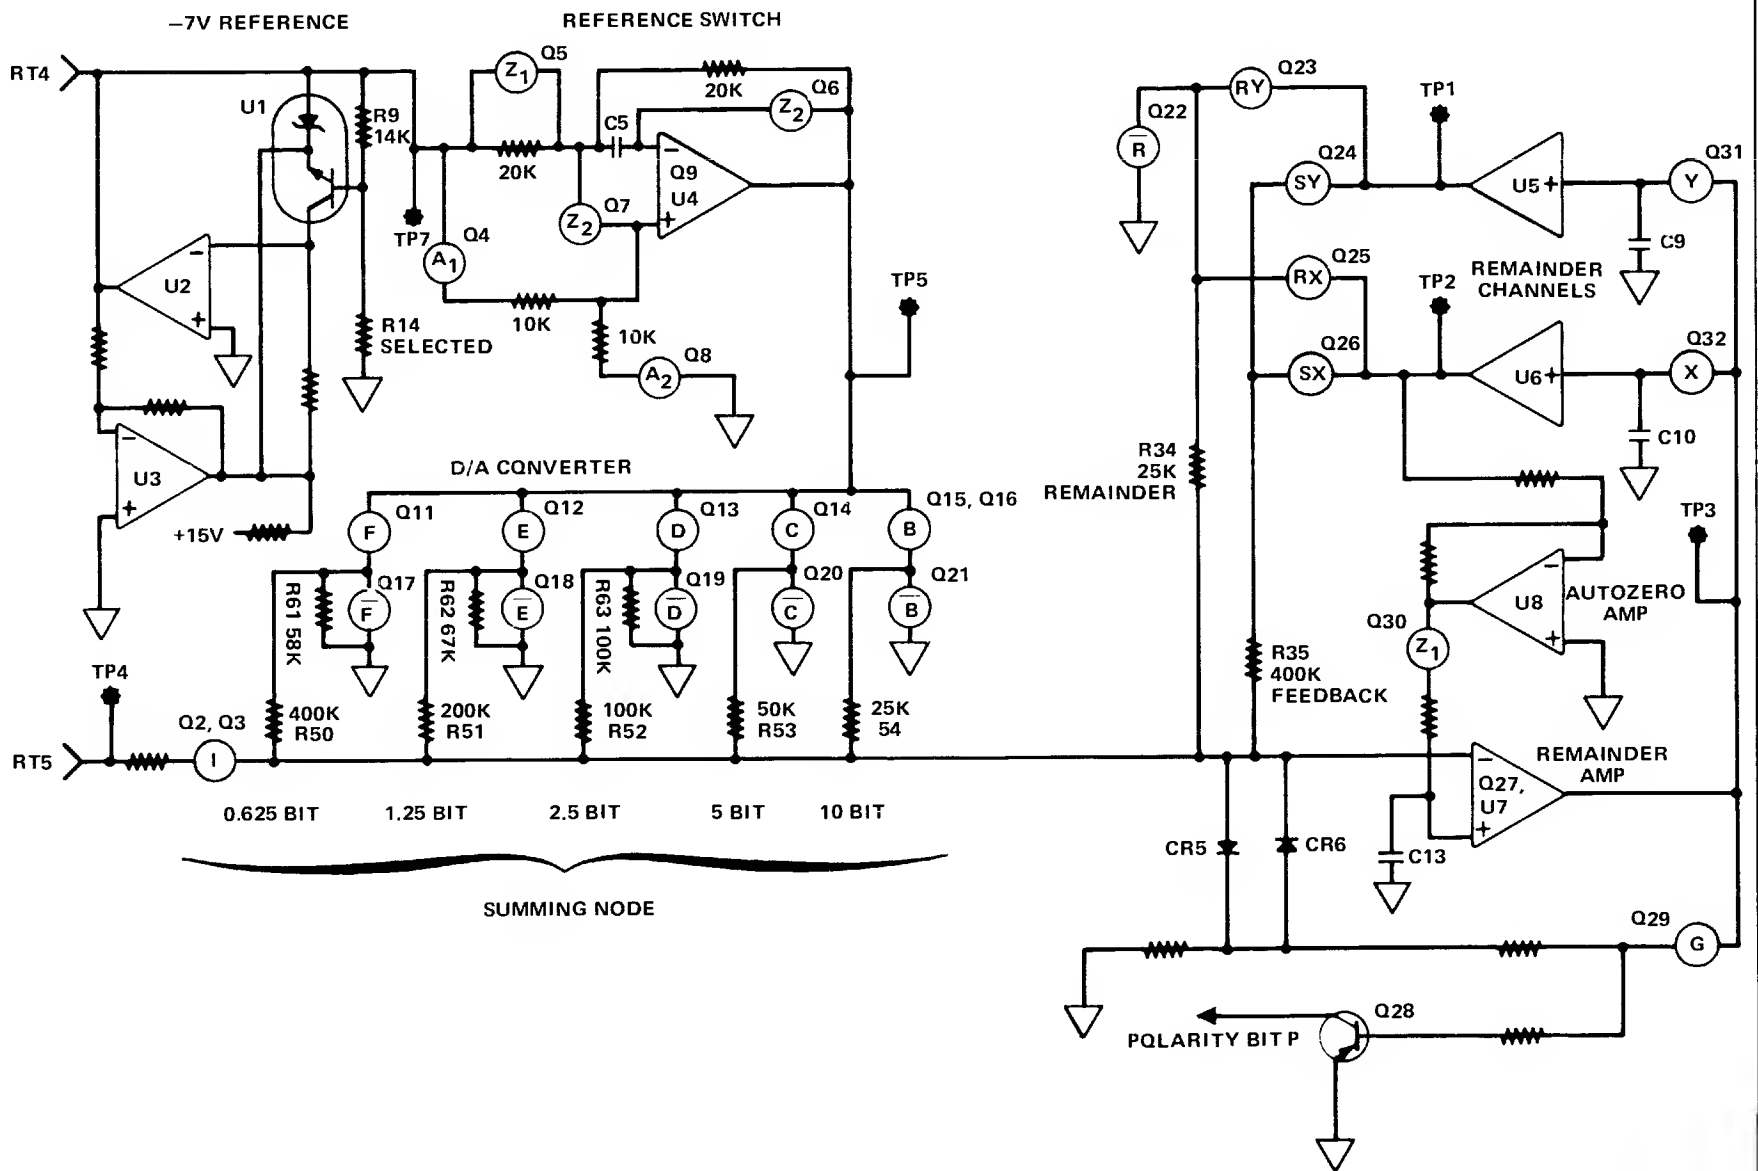 −7V REFERENCE
REFERENCE SWITCH
RT4
U1
R9
14K
Z1
Q5
20K
Q6
Z2
C5
−
Q9
U4
+
20K
Q7
Z2
TP7
Q4
A1
10K
10K
Q8
A2
−
U2
+
R14
SELECTED
−
U3
+
+15V
TP5
D/A CONVERTER
Q11
F
Q12
E
Q13
D
Q14
C
Q15, Q16
B
Q17
F̅
Q18
E̅
Q19
D̅
Q20
C̅
Q21
B̅
R61 58K
R62 67K
R63 100K
400K
R50
200K
R51
100K
R52
50K
R53
25K
54
TP4
Q2, Q3
RT5
I
0.625 BIT
1.25 BIT
2.5 BIT
5 BIT
10 BIT
SUMMING NODE
Q23
RY
Q22
R̅
TP1
Q24
SY
U5+
Q31
Y
C9
Q25
RX
TP2
REMAINDER
CHANNELS
Q26
SX
U6+
Q32
X
C10
R34
25K
REMAINDER
TP3
−
U8
+
AUTOZERO
AMP
Q30
Z1
R35
400K
FEEDBACK
REMAINDER
AMP
−
Q27,
U7
+
CR5
CR6
C13
Q29
G
Q28
PQLARITY BIT P